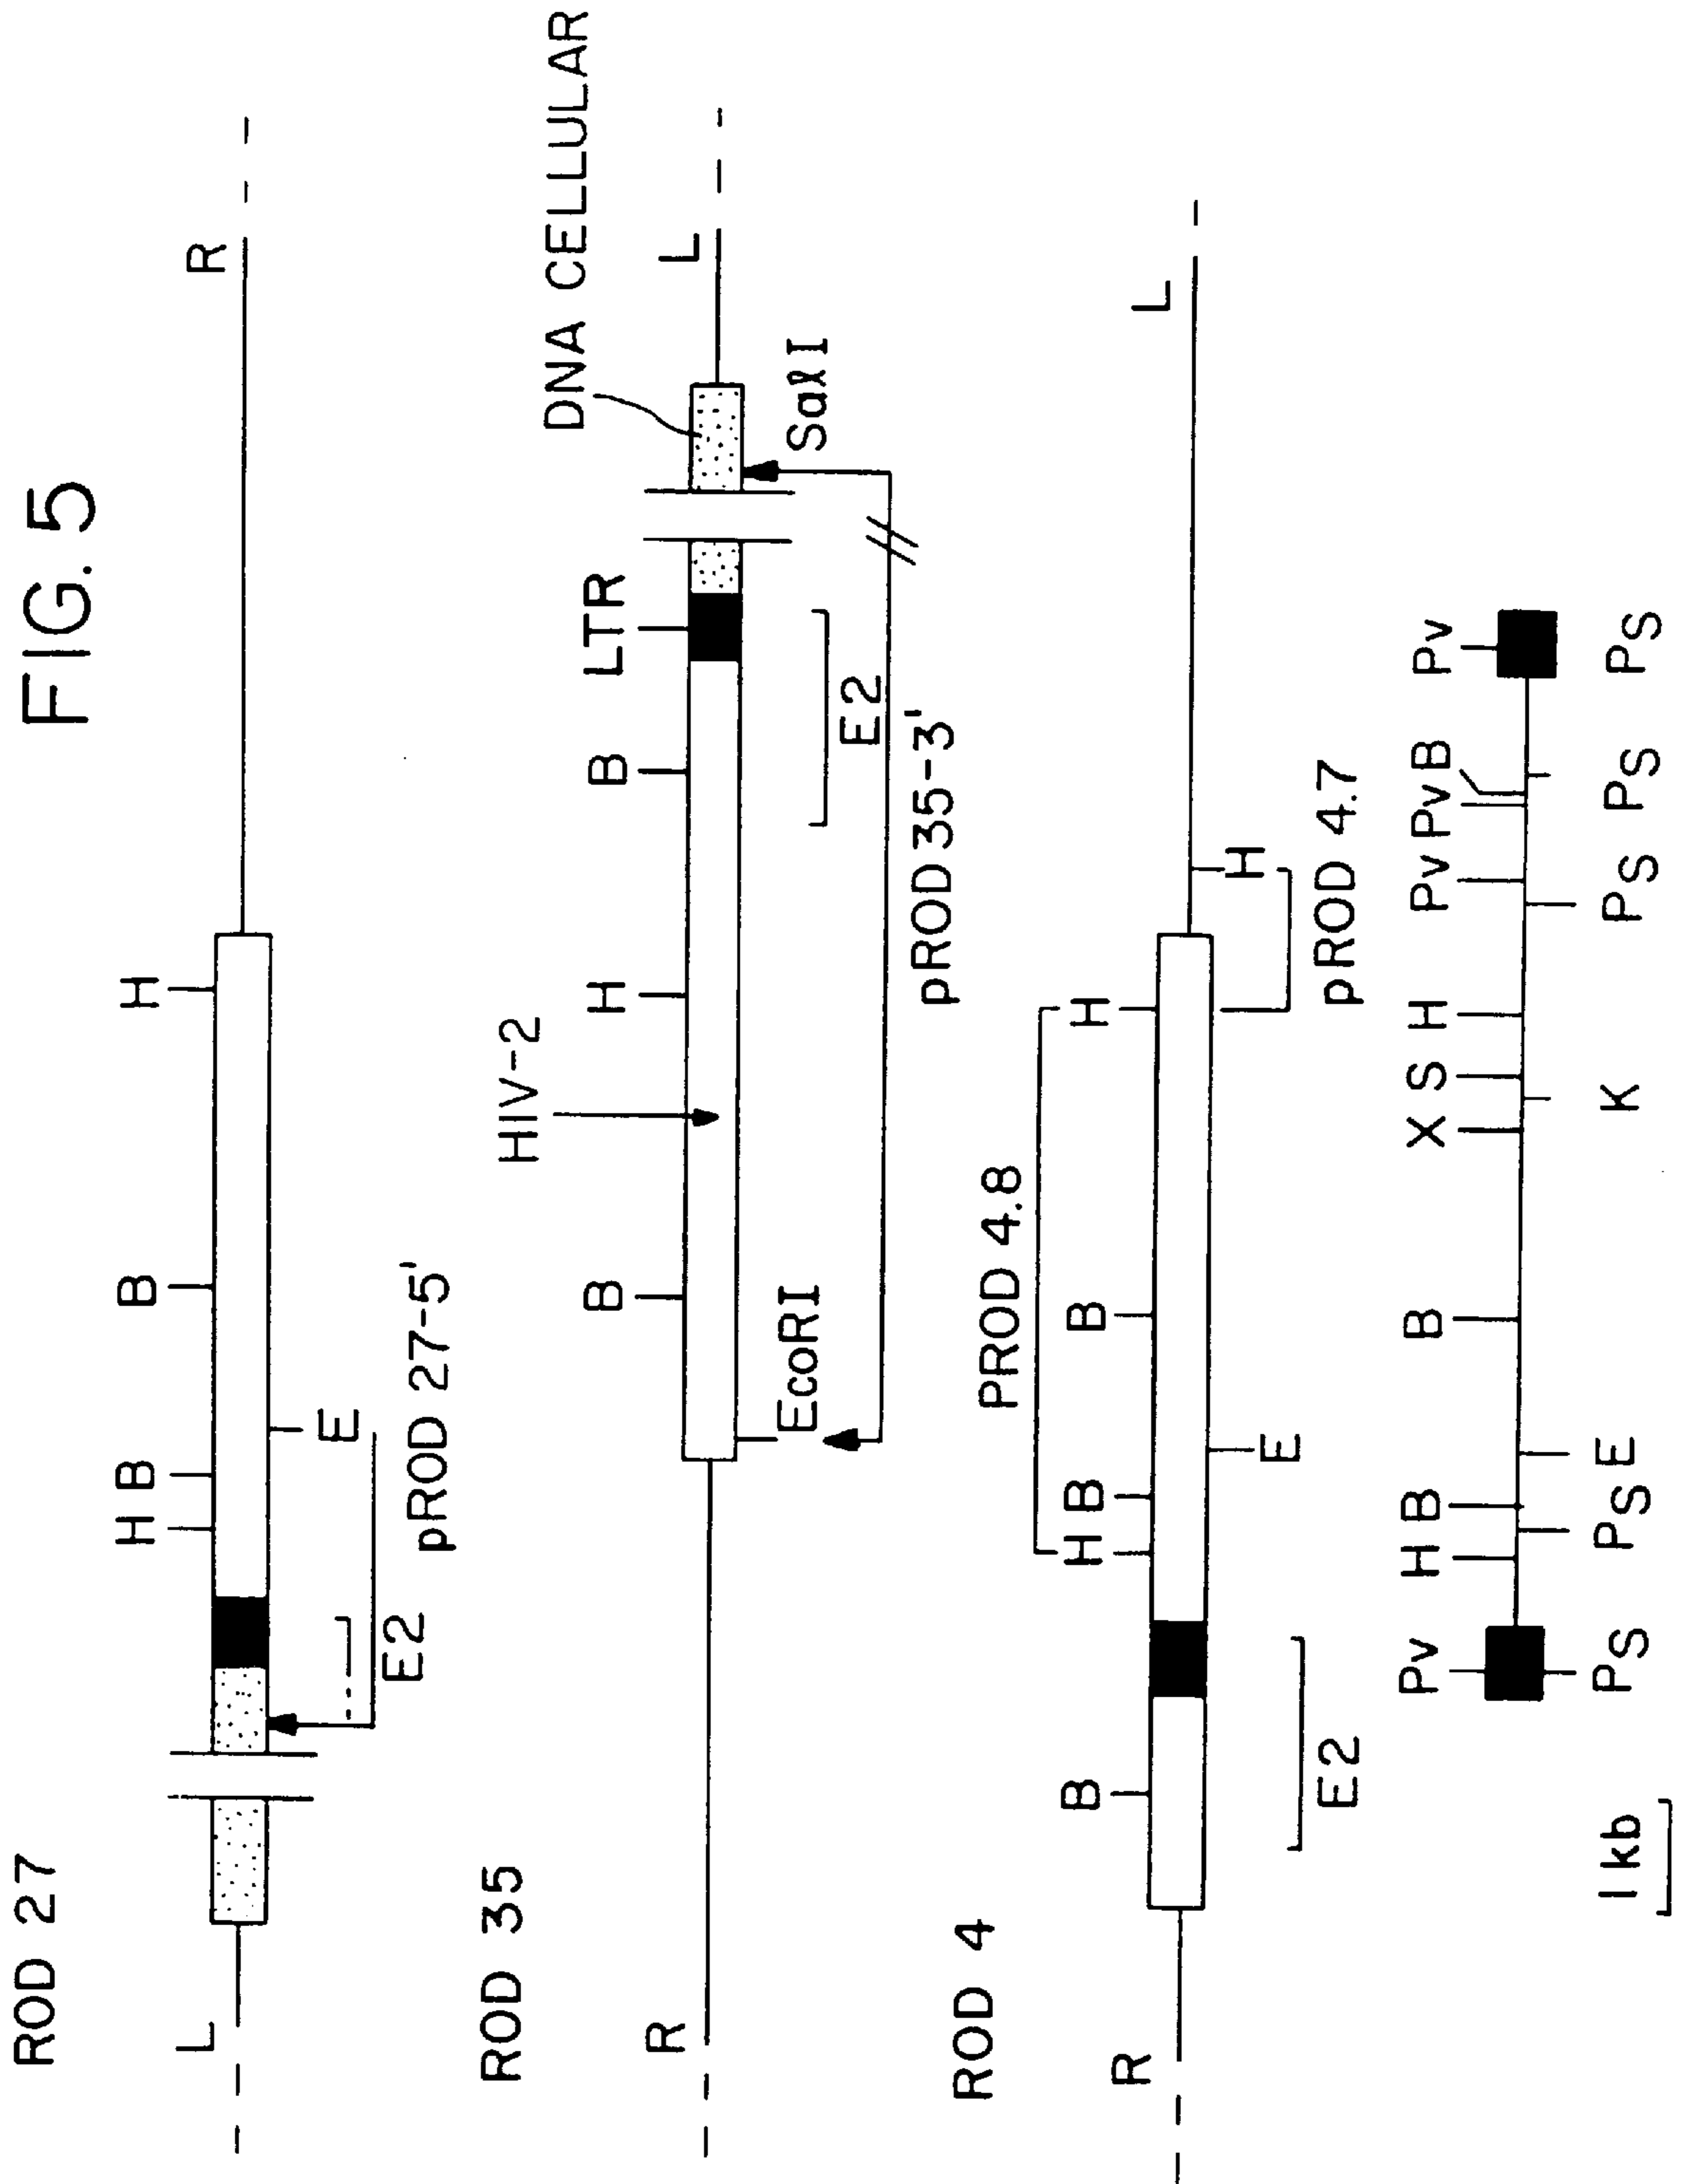 FIG. 5
ROD 27
L
H B
B
H
R
E
E2
pROD 27-5'
ROD 35
R
B
HIV-2
H
B
LTR
DNA CELLULAR
L
EcoRI
E2
SalI
pROD 35-3'
ROD 4
PROD 4.8
R
B
H B
B
H
L
E
H
E2
pROD 4.7
Pv
H B
B
X S H
Pv Pv B
Pv
PS
PS E
K
PS
PS
PS
1 kb